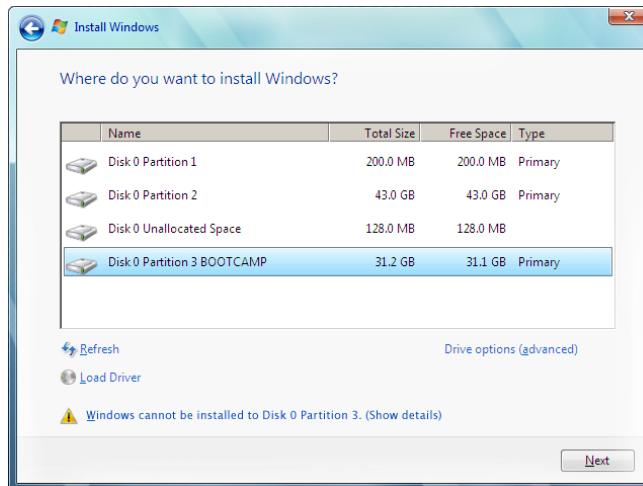 Install Windows
Where do you want to install Windows?
Name Total Size Free Space Type
Disk 0 Partition 1 200.0 MB 200.0 MB Primary
Disk 0 Partition 2 43.0 GB 43.0 GB Primary
Disk 0 Unallocated Space 128.0 MB 128.0 MB
Disk 0 Partition 3 BOOTCAMP 31.2 GB 31.1 GB Primary
Refresh Drive options (advanced)
Load Driver
Windows cannot be installed to Disk 0 Partition 3. (Show details)
Next